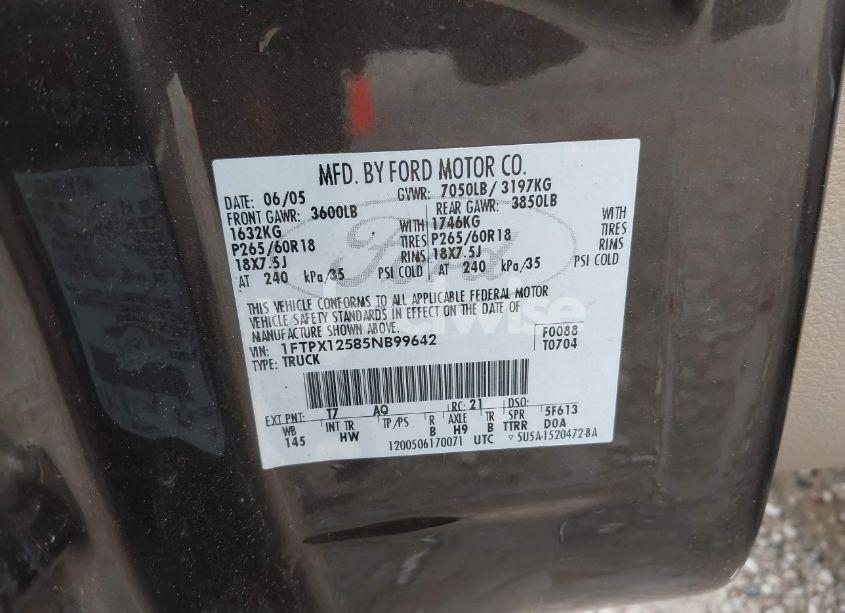 MFD. BY FORD MOTOR CO.
DATE: 06/05 GVWR: 7050LB/ 3197KG
FRONT GAWR: 3600LB REAR GAWR: 3850LB
1632KG WITH 1746KG WITH
P265/60R18 TIRES P265/60R18 TIRES
18X7.5J RIMS 18X7.5J RIMS
AT 240 kPa/35 PSI COLD AT 240 kPa/35 PSI COLD
THIS VEHICLE CONFORMS TO ALL APPLICABLE FEDERAL MOTOR
VEHICLE SAFETY STANDARDS IN EFFECT ON THE DATE OF
MANUFACTURE SHOWN ABOVE.
VIN: 1FTPX12585NB99642
TYPE: TRUCK
F0088
T0704
EXT PNT: T7 AQ RC: 21 DSO:
WB INT TR TP/PS R AXLE TR SPR 5F613
145 HW B H9 B TTRR DOA
1200506170071 UTC 5U5A-1520472-BA
Ford